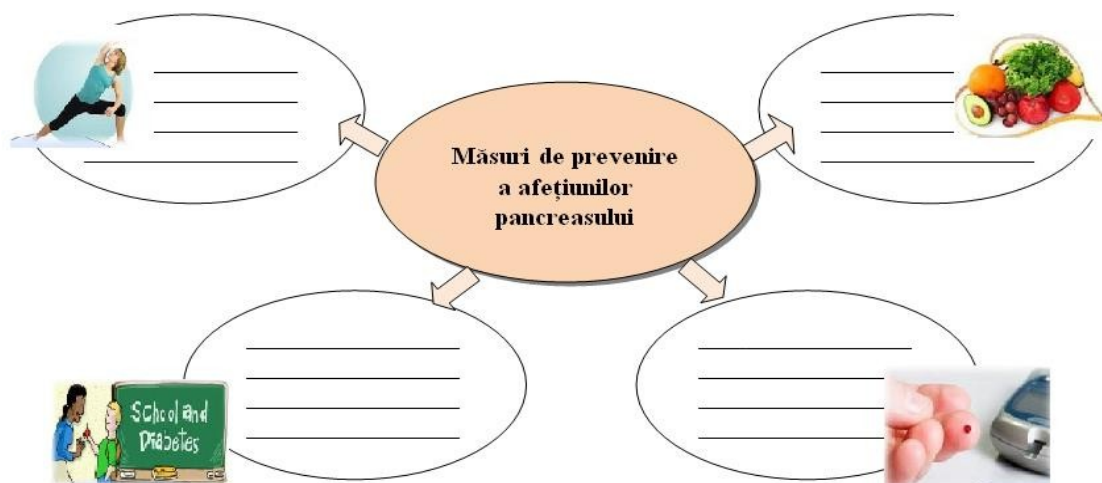 Măsuri de prevenire
a afețiunilor
pancreasului
School and
Diabetes